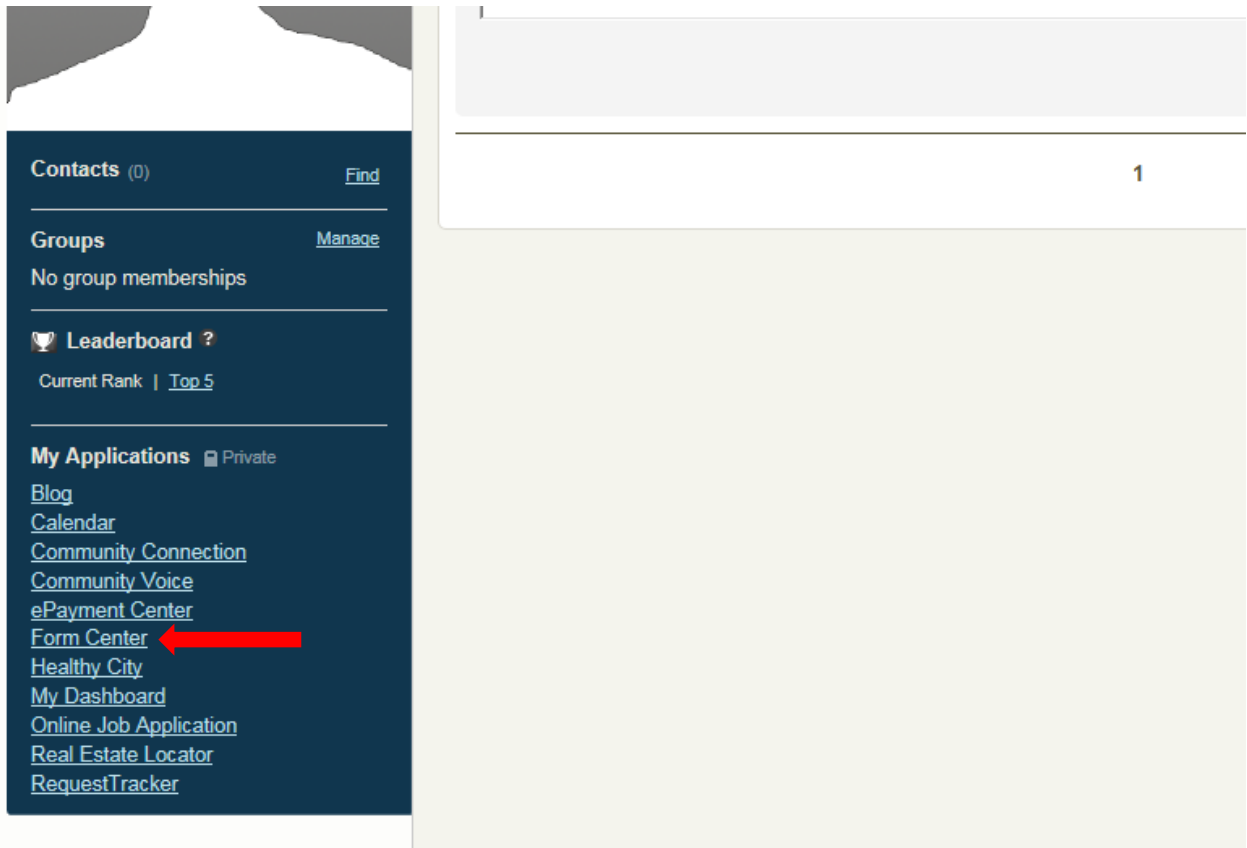 Contacts (0) Find
Groups Manage
No group memberships
Leaderboard ?
Current Rank | Top 5
My Applications Private
Blog
Calendar
Community Connection
Community Voice
ePayment Center
Form Center
Healthy City
My Dashboard
Online Job Application
Real Estate Locator
RequestTracker
1